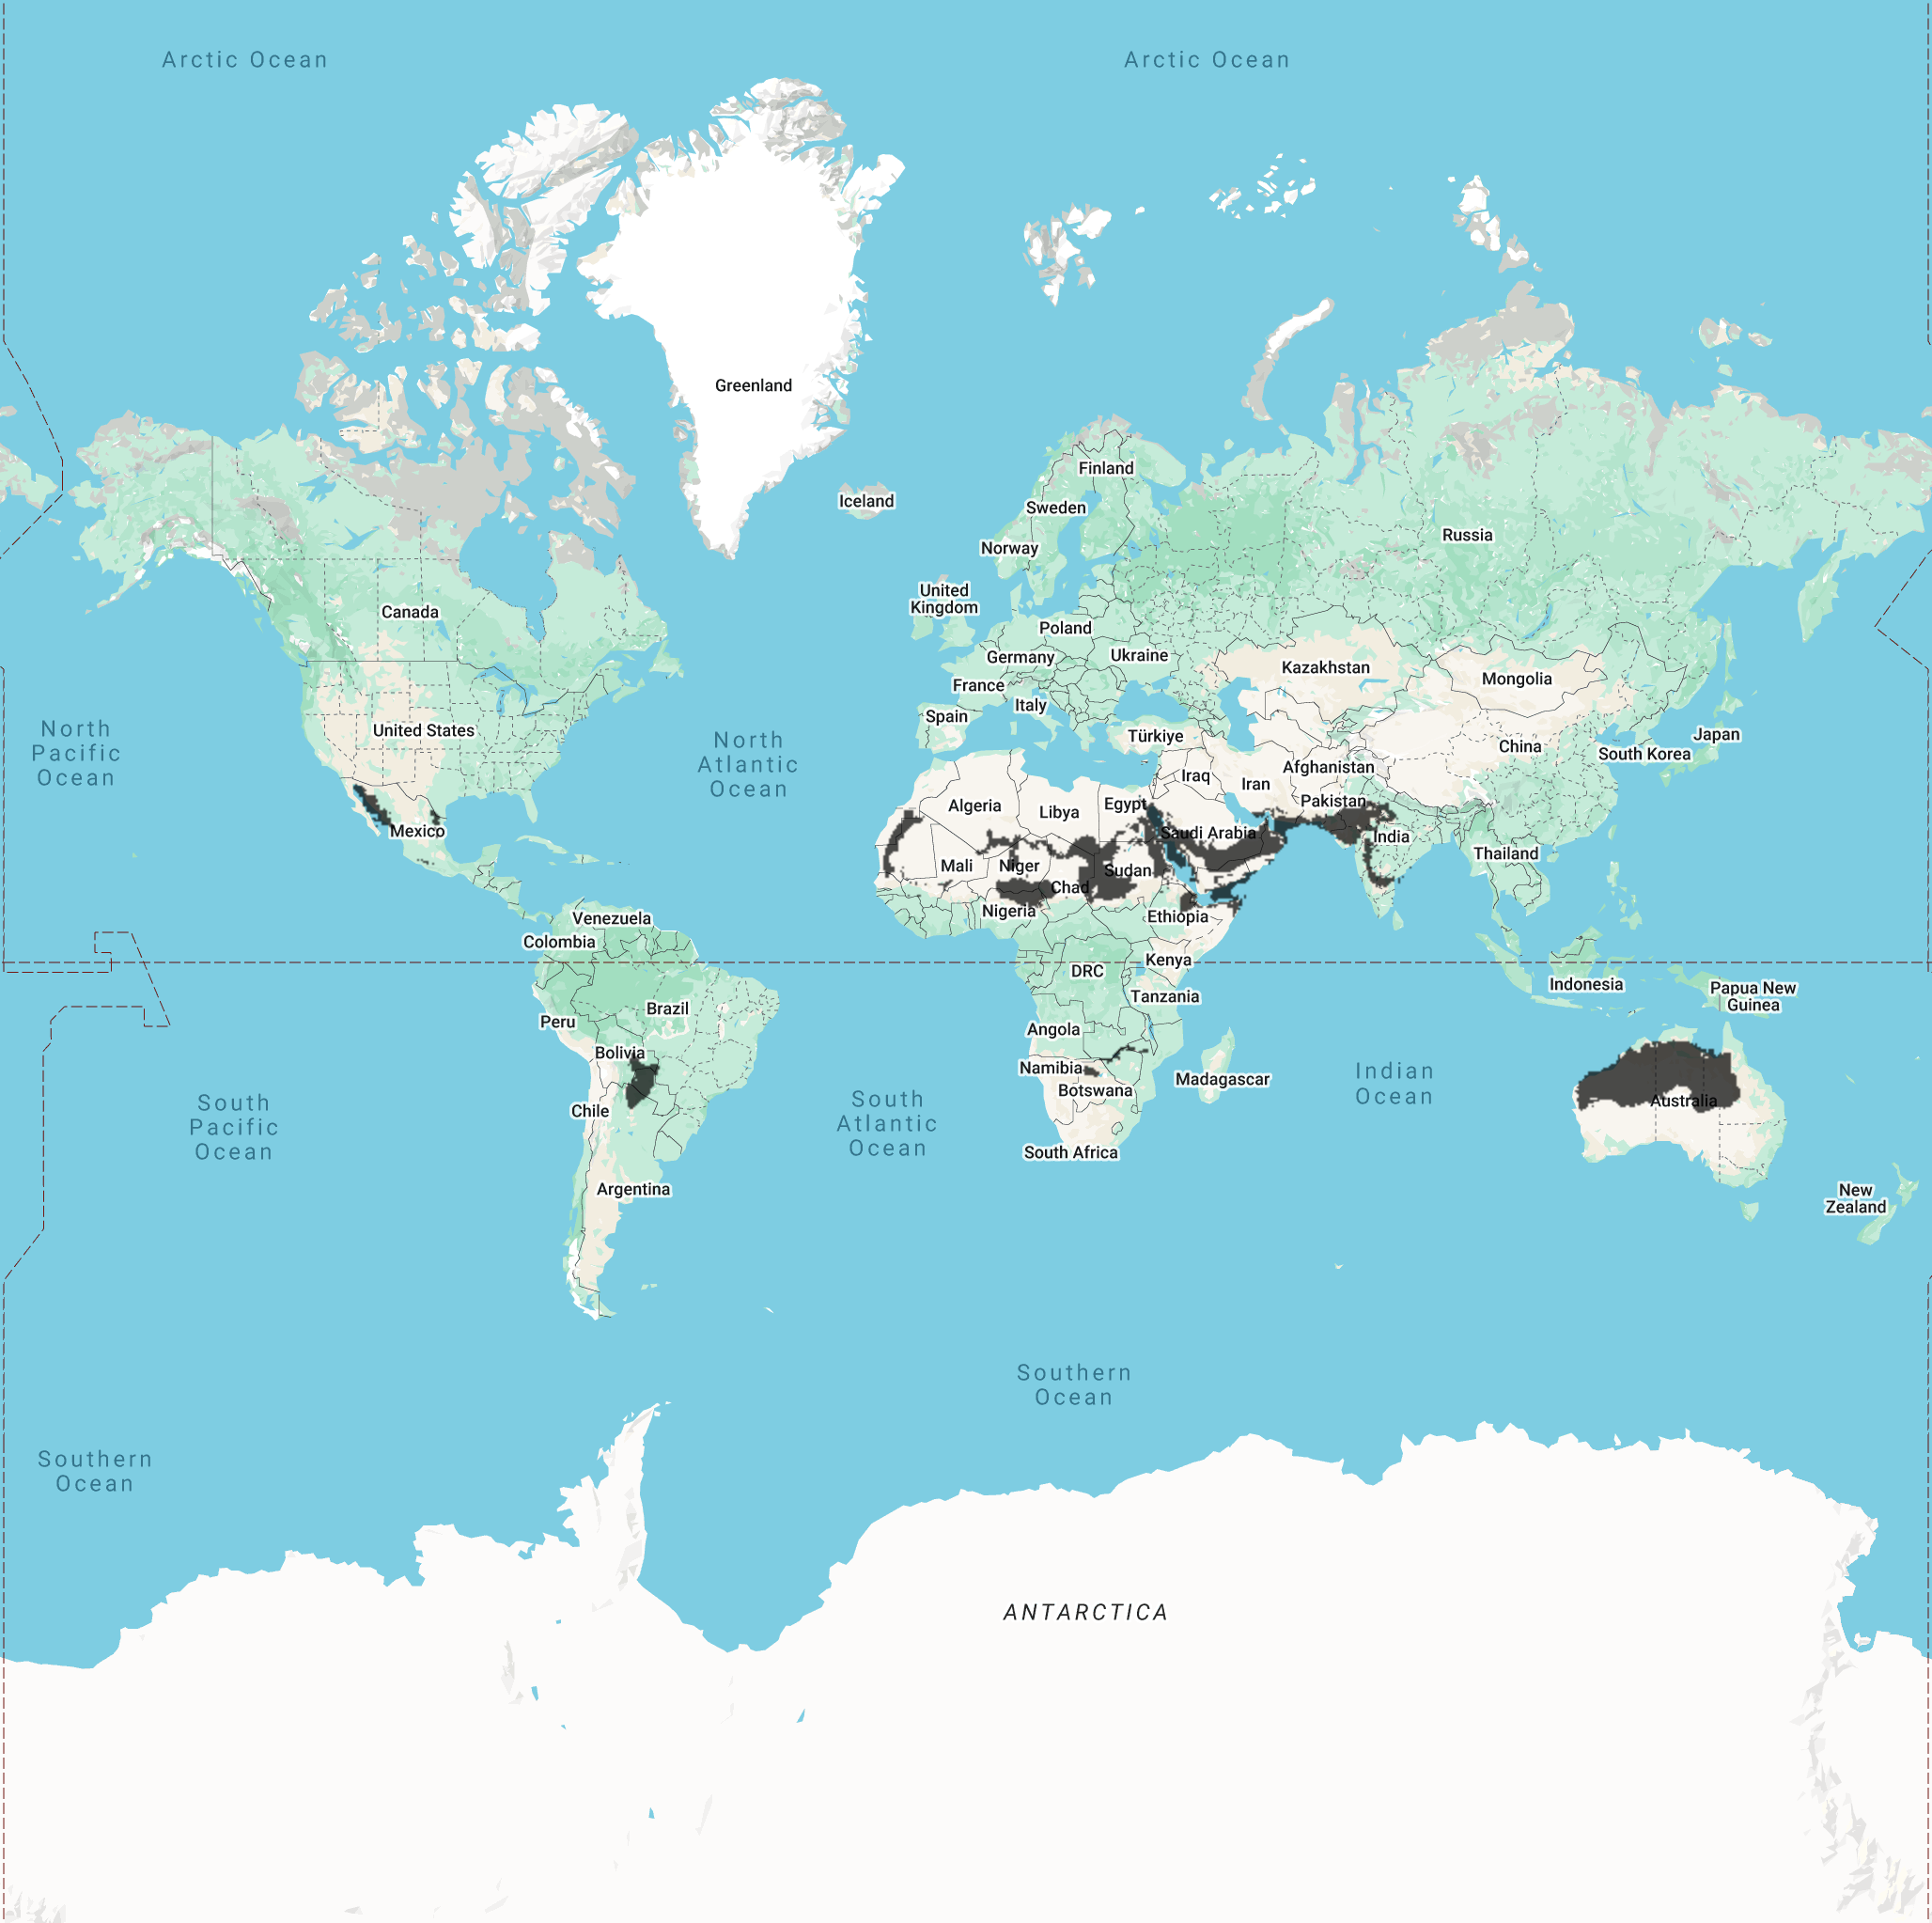 Arctic Ocean
Arctic Ocean
Greenland
Finland
Iceland
Sweden
Russia
Norway
United
Kingdom
Canada
Poland
Ukraine
Germany
Kazakhstan
Mongolia
France
Italy
Spain
North
Pacific
Ocean
United States
North
Atlantic
Ocean
Türkiye
Japan
China
South Korea
Iraq
Iran
Afghanistan
Algeria
Libya
Egypt
Pakistan
Mexico
Saudi Arabia
India
Mali
Niger
Sudan
Thailand
Chad
Nigeria
Ethiopia
Venezuela
Colombia
DRC
Kenya
Indonesia
Papua New
Guinea
Tanzania
Brazil
Peru
Angola
Bolivia
Namibia
Madagascar
Botswana
Indian
Ocean
Australia
Chile
South
Pacific
Ocean
South
Atlantic
Ocean
South Africa
Argentina
New
Zealand
Southern
Ocean
Southern
Ocean
ANTARCTICA